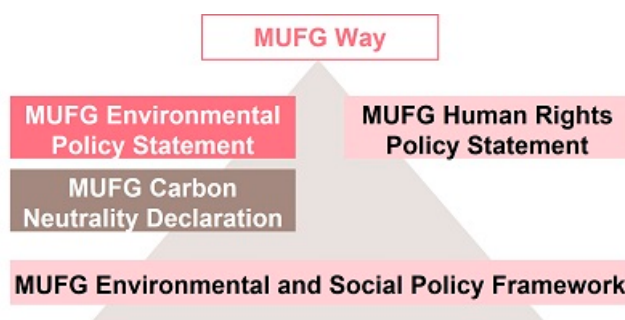 MUFG Way
MUFG Environmental
Policy Statement
MUFG Human Rights
Policy Statement
MUFG Carbon
Neutrality Declaration
MUFG Environmental and Social Policy Framework